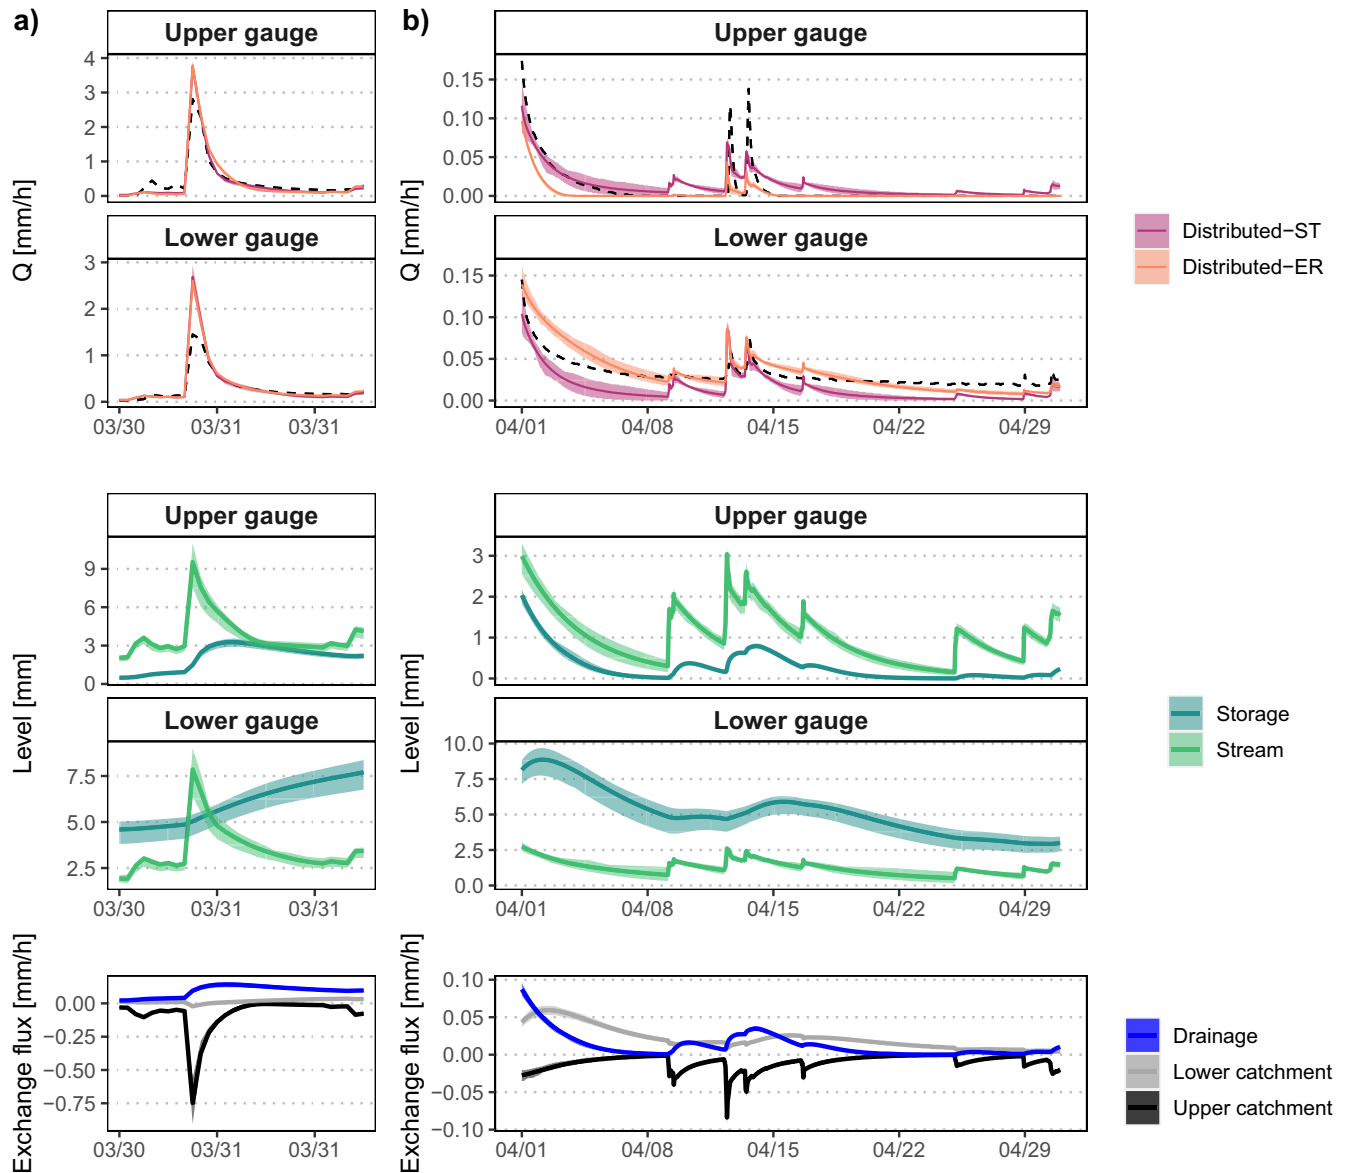 a)
b)
Upper gauge
Upper gauge
4
3
2
1
0
0.15
0.10
0.05
0.00
Q [mm/h]
Q [mm/h]
Lower gauge
Lower gauge
3
2
1
0
0.15
0.10
0.05
0.00
03/30
03/31
03/31
04/01
04/08
04/15
04/22
04/29
Distributed−ST
Distributed−ER
Upper gauge
Upper gauge
9
6
3
0
3
2
1
0
Level [mm]
Level [mm]
Lower gauge
Lower gauge
7.5
5.0
2.5
10.0
7.5
5.0
2.5
0.0
03/30
03/31
03/31
04/01
04/08
04/15
04/22
04/29
Storage
Stream
Exchange flux [mm/h]
Exchange flux [mm/h]
0.00
−0.25
−0.50
−0.75
0.10
0.05
0.00
−0.05
−0.10
03/30
03/31
03/31
04/01
04/08
04/15
04/22
04/29
Drainage
Lower catchment
Upper catchment